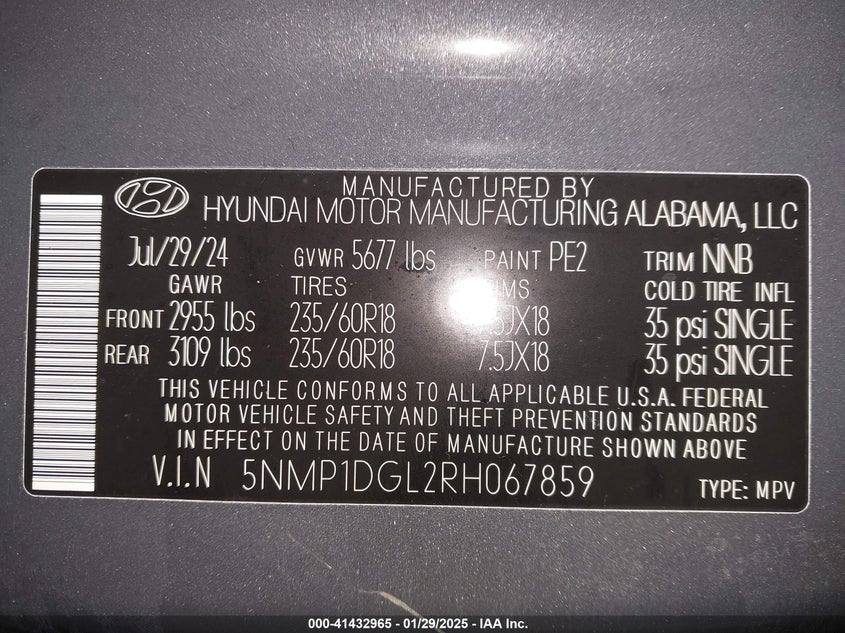 MANUFACTURED BY
HYUNDAI MOTOR MANUFACTURING ALABAMA, LLC
Jul/29/24 GVWR 5677 lbs PAINT PE2 TRIM NNB
GAWR TIRES COLD TIRE INFL
FRONT 2955 lbs 235/60R18 35 psi SINGLE
REAR 3109 lbs 235/60R18 7.5JX18 35 psi SINGLE
THIS VEHICLE CONFORMS TO ALL APPLICABLE U.S.A. FEDERAL
MOTOR VEHICLE SAFETY AND THEFT PREVENTION STANDARDS
IN EFFECT ON THE DATE OF MANUFACTURE SHOWN ABOVE
V.I.N 5NMP1DGL2RH067859 TYPE: MPV
000-41432965 - 01/29/2025 - IAA Inc.